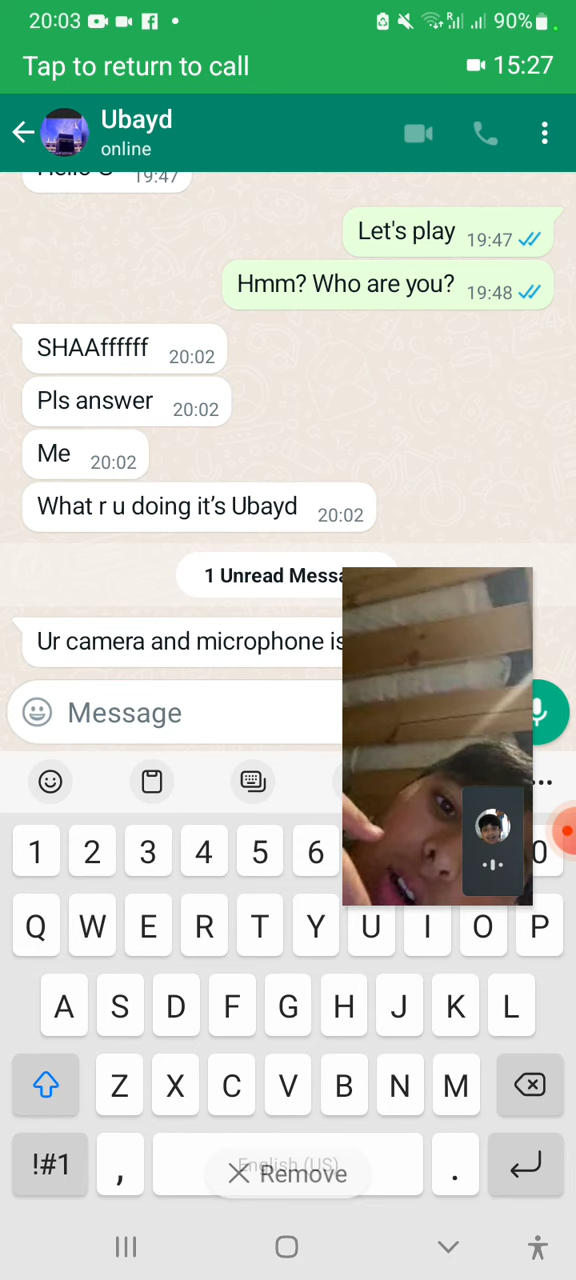 20:03 90%
Tap to return to call 15:27
Ubayd
online
19:47
Let's play 19:47
Hmm? Who are you? 19:48
SHAAffffff 20:02
Pls answer 20:02
Me 20:02
What r u doing it's Ubayd 20:02
1 Unread Messa
Ur camera and microphone is
Message
1 2 3 4 5 6 0
Q W E R T Y U I O P
A S D F G H J K L
Z X C V B N M
!#1 , English (US) .
Remove